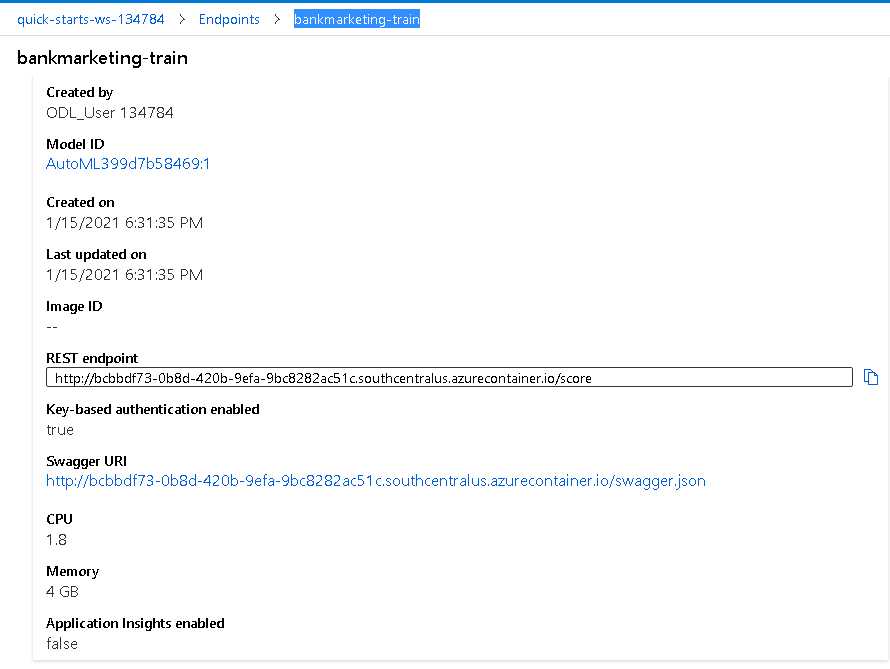 quick-starts-ws-134784 > Endpoints > bankmarketing-train
bankmarketing-train
Created by
ODL_User 134784
Model ID
AutoML399d7b58469:1
Created on
1/15/2021 6:31:35 PM
Last updated on
1/15/2021 6:31:35 PM
Image ID
--
REST endpoint
http://bcbbdf73-0b8d-420b-9efa-9bc8282ac51c.southcentralus.azurecontainer.io/score
Key-based authentication enabled
true
Swagger URI
http://bcbbdf73-0b8d-420b-9efa-9bc8282ac51c.southcentralus.azurecontainer.io/swagger.json
CPU
1.8
Memory
4 GB
Application Insights enabled
false